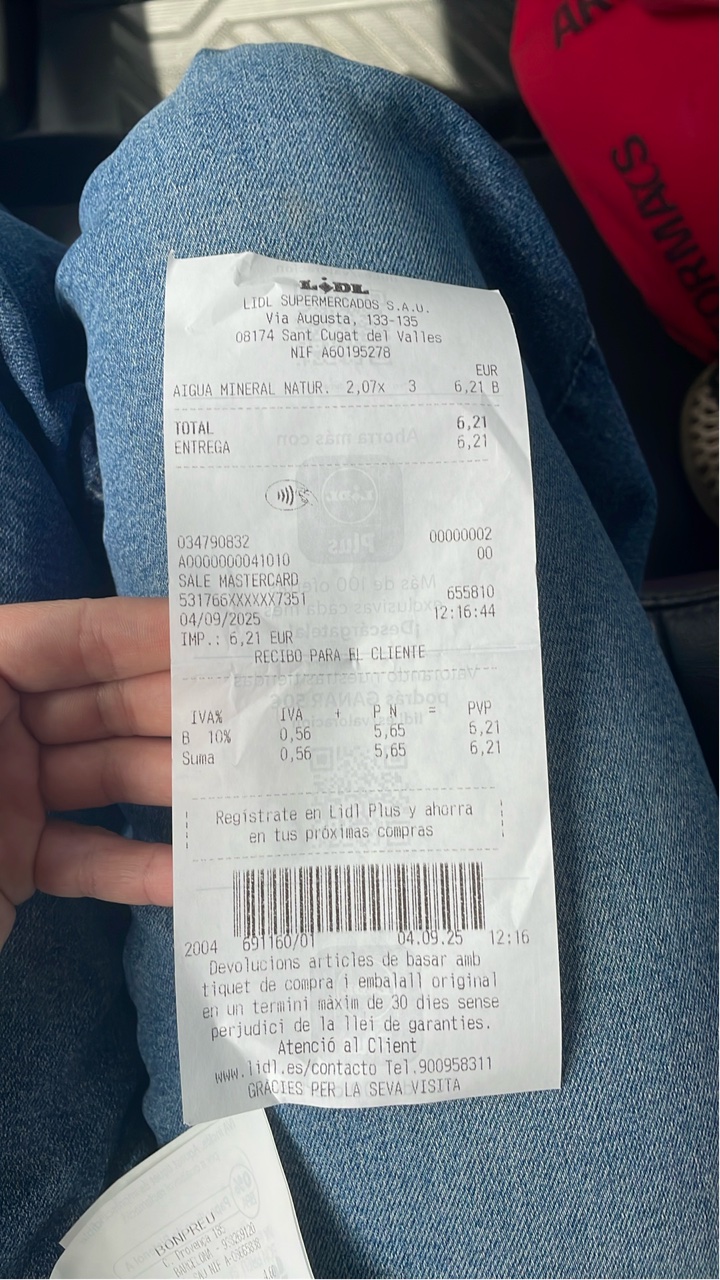 LIDL
LIDL SUPERMERCADOS S.A.U.
Via Augusta, 133-135
08174 Sant Cugat del Valles
NIF A60195278
EUR
AIGUA MINERAL NATUR. 2,07x 3 6,21 B
TOTAL 6,21
ENTREGA 6,21
034790832 00000002
A0000000041010 00
SALE MASTERCARD
531766XXXXXX7351 655810
04/09/2025 12:16:44
IMP.: 6,21 EUR
RECIBO PARA EL CLIENTE
IVA% IVA + P N = PVP
B 10% 0,56 5,65 6,21
Suma 0,56 5,65 6,21
Regístrate en Lidl Plus y ahorra
en tus próximas compras
2004 691160/01 04.09.25 12:16
Devolucions articles de basar amb
tiquet de compra i embalall original
en un termini màxim de 30 dies sense
perjudici de la llei de garanties.
Atenció al Client
www.lidl.es/contacto Tel.900958311
GRÀCIES PER LA SEVA VISITA
BONPREU
C. Provença 185